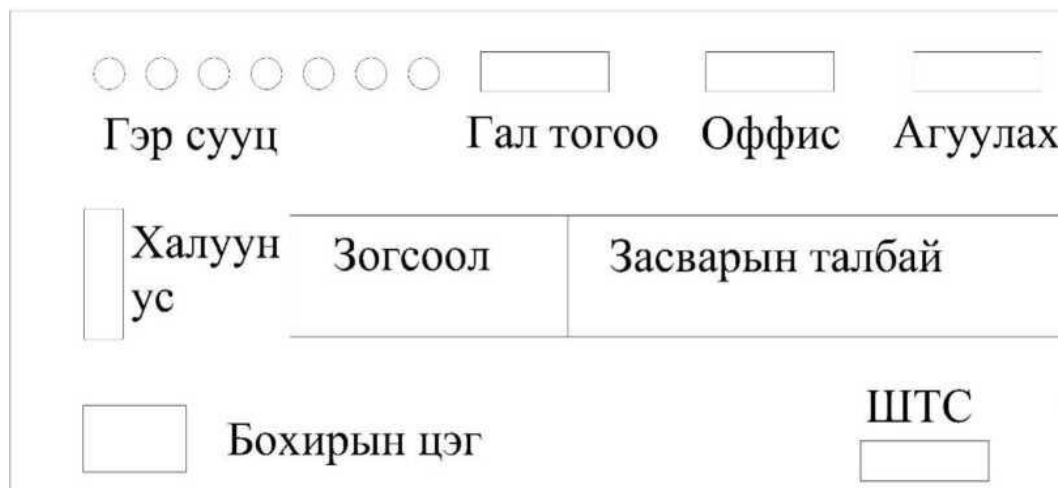 Гэр сууц Гал тогоо Оффис Агуулах
Халуун
ус
Зогсоол Засварын талбай
ШТС
Бохирын цэг